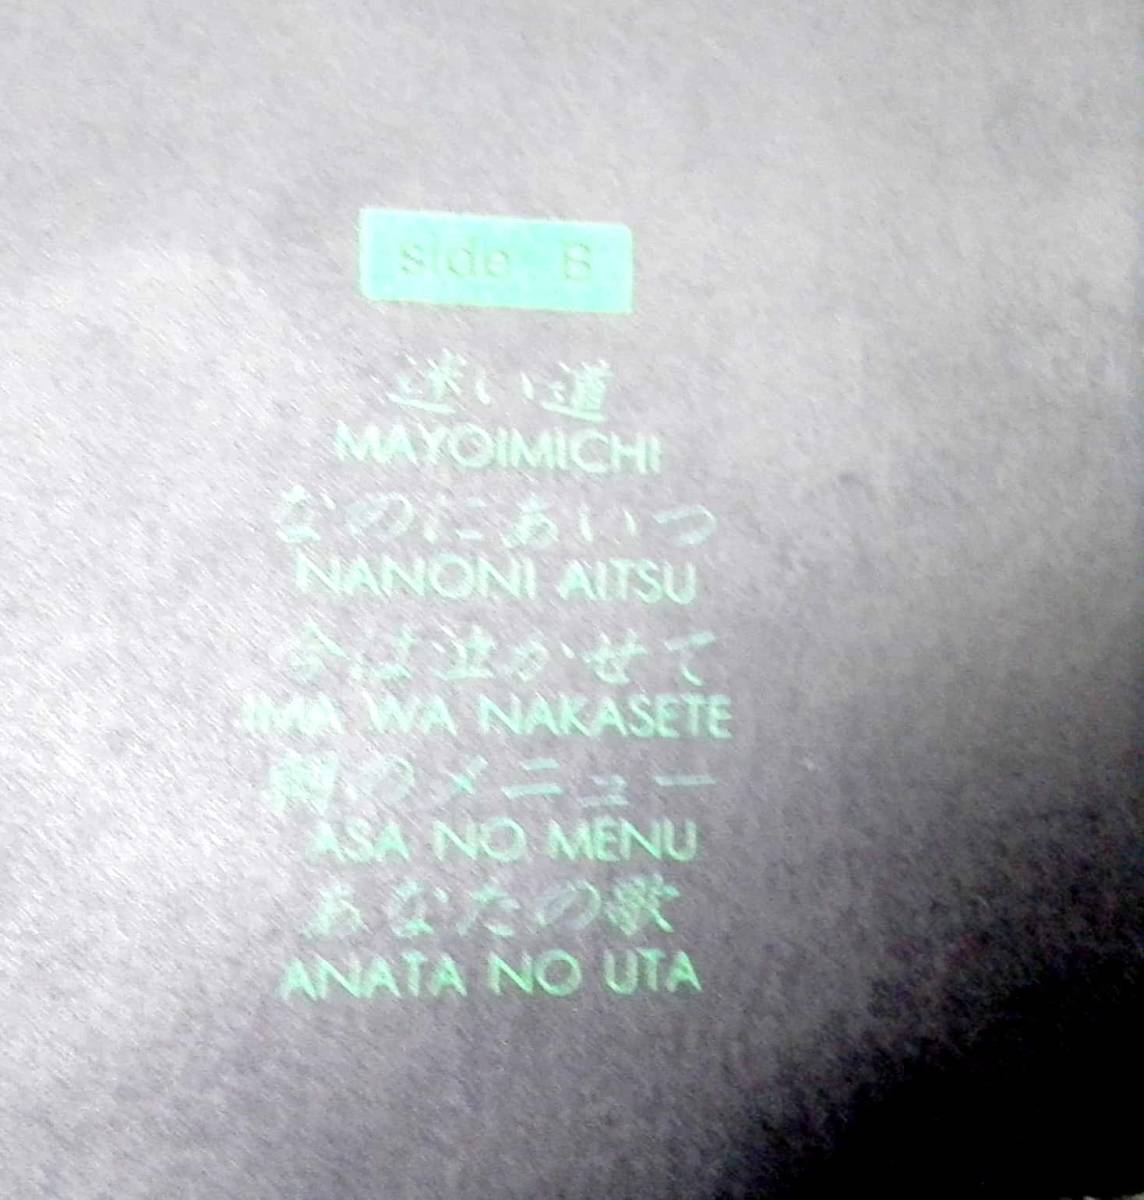 side B
迷い道
MAYOIMICHI
なのにあいつ
NANONI AITSU
今は泣かせて
IMA WA NAKASETE
朝のメニュー
ASA NO MENU
あなたの歌
ANATA NO UTA